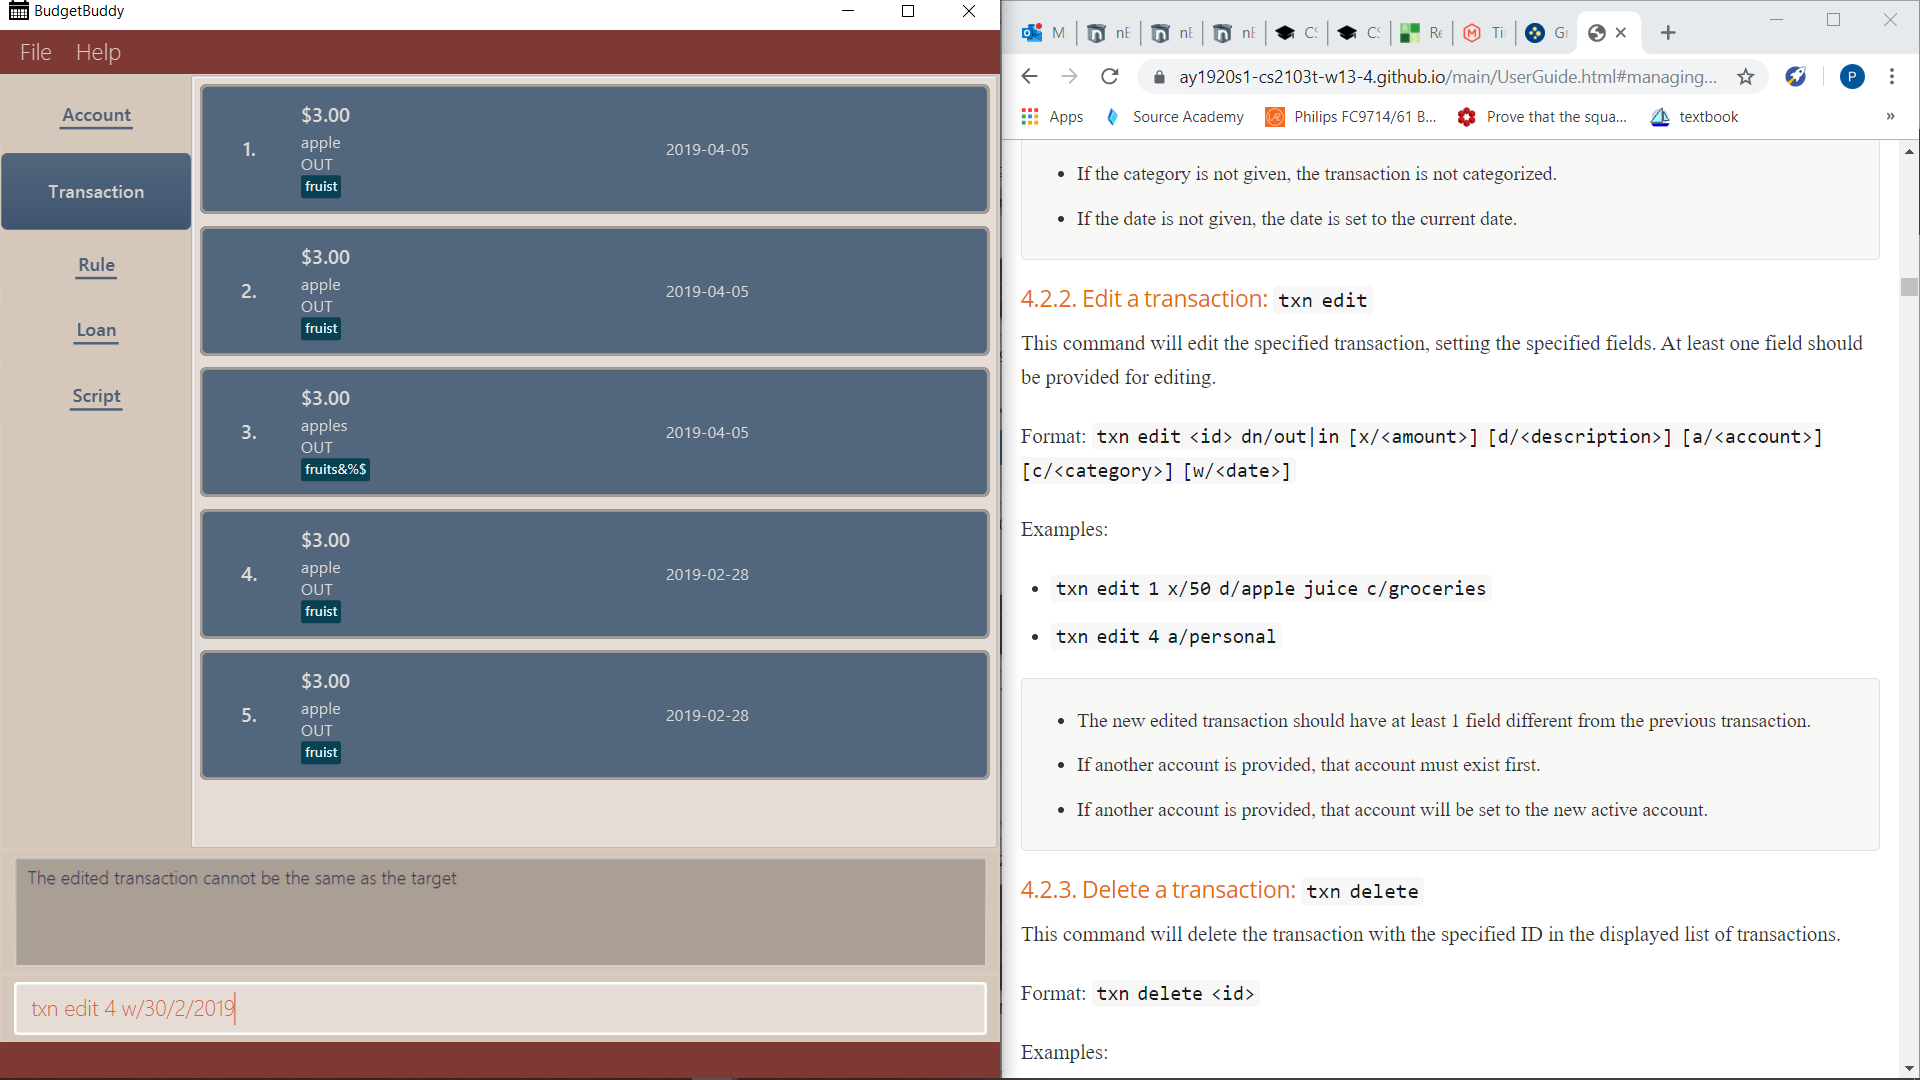 BudgetBuddy
File Help
Account
Transaction
Rule
Loan
Script
1.
$3.00
apple
OUT
fruist
2019-04-05
2.
$3.00
apple
OUT
fruist
2019-04-05
3.
$3.00
apples
OUT
fruits&%$
2019-04-05
4.
$3.00
apple
OUT
fruist
2019-02-28
5.
$3.00
apple
OUT
fruist
2019-02-28
The edited transaction cannot be the same as the target
txn edit 4 w/30/2/2019
M nE nE nE CS CS Re Ti G
ay1920s1-cs2103t-w13-4.github.io/main/UserGuide.html#managing...
P
Apps Source Academy Philips FC9714/61 B... Prove that the squa... textbook »
If the category is not given, the transaction is not categorized.
If the date is not given, the date is set to the current date.
4.2.2. Edit a transaction: txn edit
This command will edit the specified transaction, setting the specified fields. At least one field should
be provided for editing.
Format: txn edit <id> dn/out|in [x/<amount>] [d/<description>] [a/<account>]
[c/<category>] [w/<date>]
Examples:
txn edit 1 x/50 d/apple juice c/groceries
txn edit 4 a/personal
The new edited transaction should have at least 1 field different from the previous transaction.
If another account is provided, that account must exist first.
If another account is provided, that account will be set to the new active account.
4.2.3. Delete a transaction: txn delete
This command will delete the transaction with the specified ID in the displayed list of transactions.
Format: txn delete <id>
Examples: